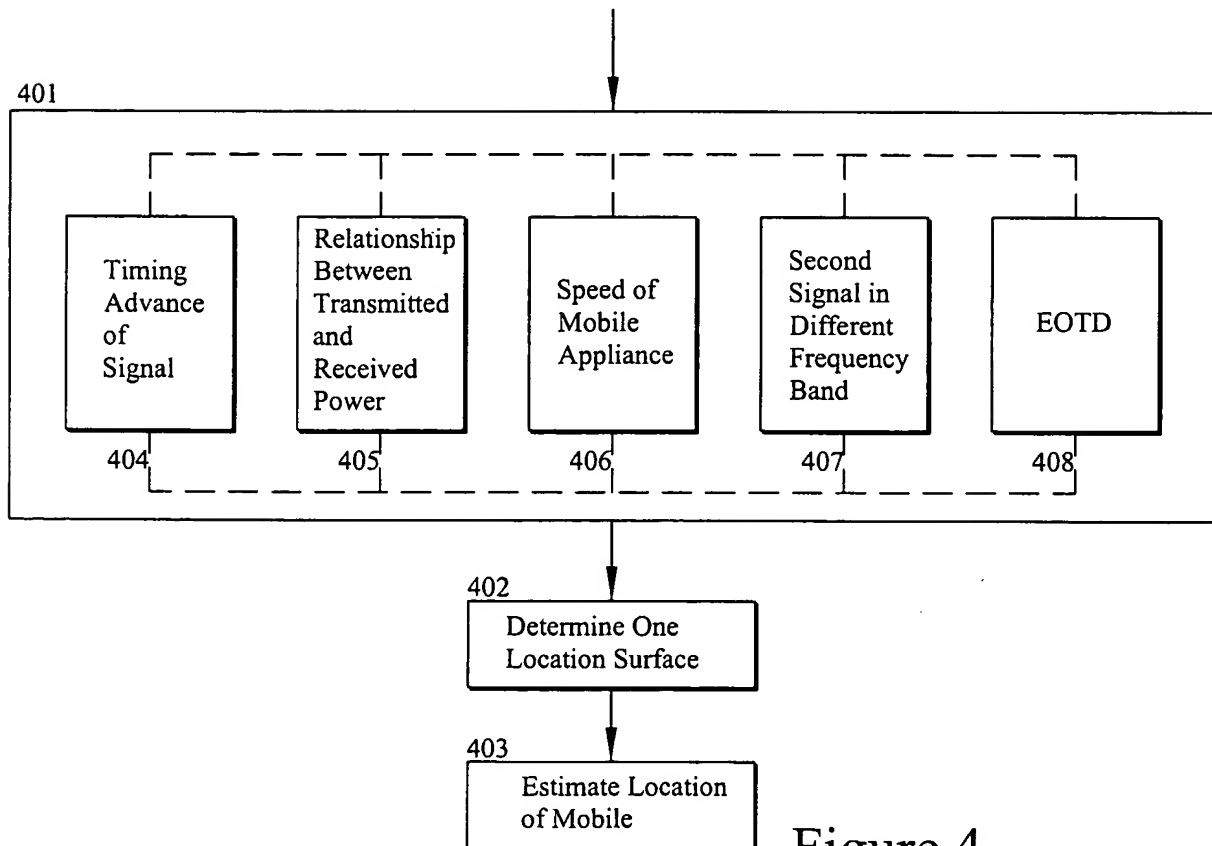 401
Timing
Advance
of
Signal
Relationship
Between
Transmitted
and
Received
Power
Speed of
Mobile
Appliance
Second
Signal in
Different
Frequency
Band
EOTD
404
405
406
407
408
402
Determine One
Location Surface
403
Estimate Location
of Mobile
Figure 4